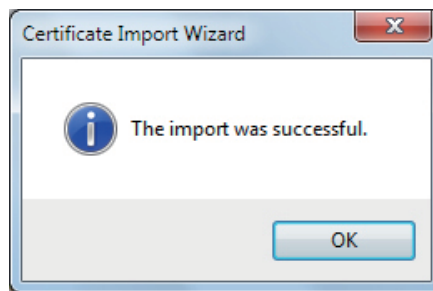 Certificate Import Wizard
The import was successful.
OK